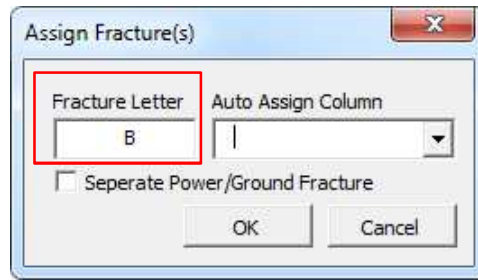 Assign Fracture(s)
Fracture Letter Auto Assign Column
B
Seperate Power/Ground Fracture
OK Cancel